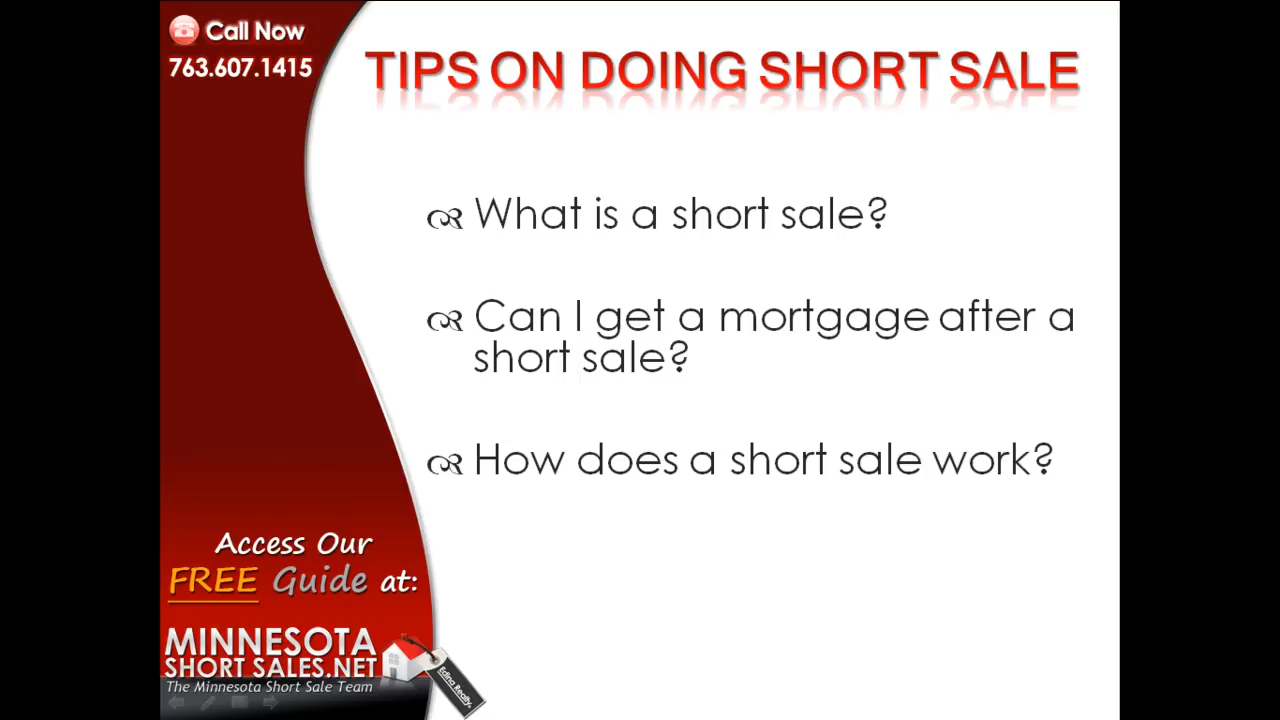 Call Now
763.607.1415
TIPS ON DOING SHORT SALE
What is a short sale?
Can I get a mortgage after a
short sale?
How does a short sale work?
Access Our
FREE Guide at:
MINNESOTA
SHORT SALES.NET
The Minnesota Short Sale Team
Edina Realty.